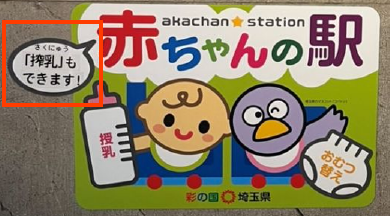 akachan★station
赤ちゃんの駅
さくにゅう
「搾乳」も
できます!
授乳
おむつ
替え
彩の国 埼玉県